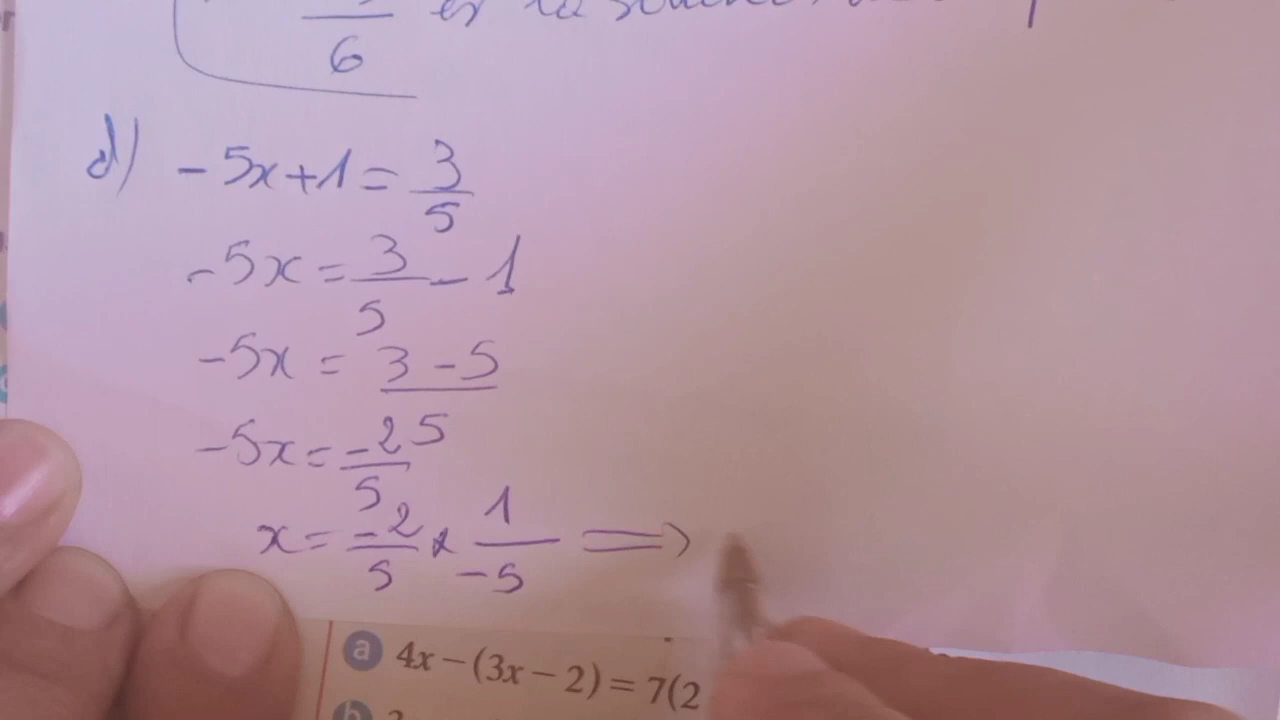 6
d) -5x+1 = 3/5
-5x = 3/5 - 1
-5x = (3-5)/5
-5x = -2/5
x = -2/5 × 1/-5 ⟹
a 4x – (3x – 2) = 7(2